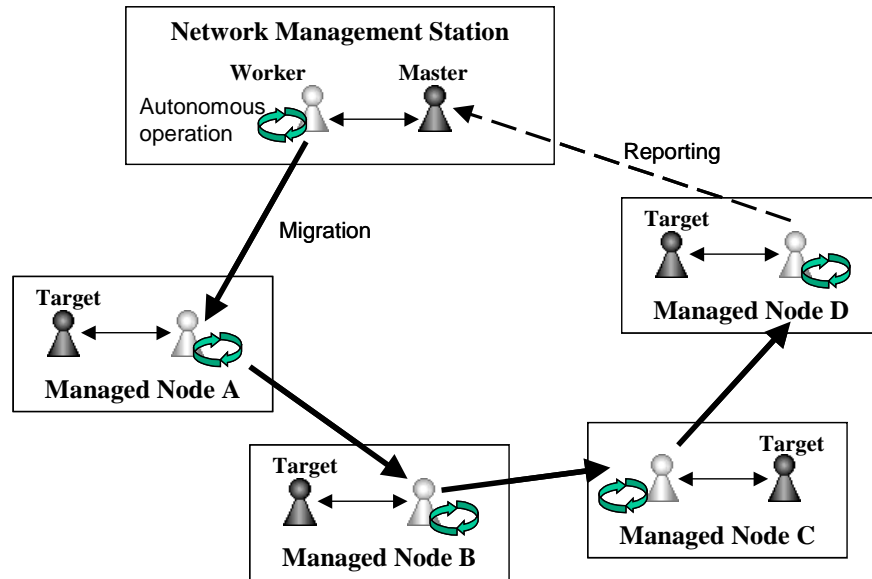 Network Management Station
Worker
Master
Autonomous
operation
Reporting
Migration
Target
Managed Node D
Target
Managed Node A
Target
Managed Node B
Target
Managed Node C